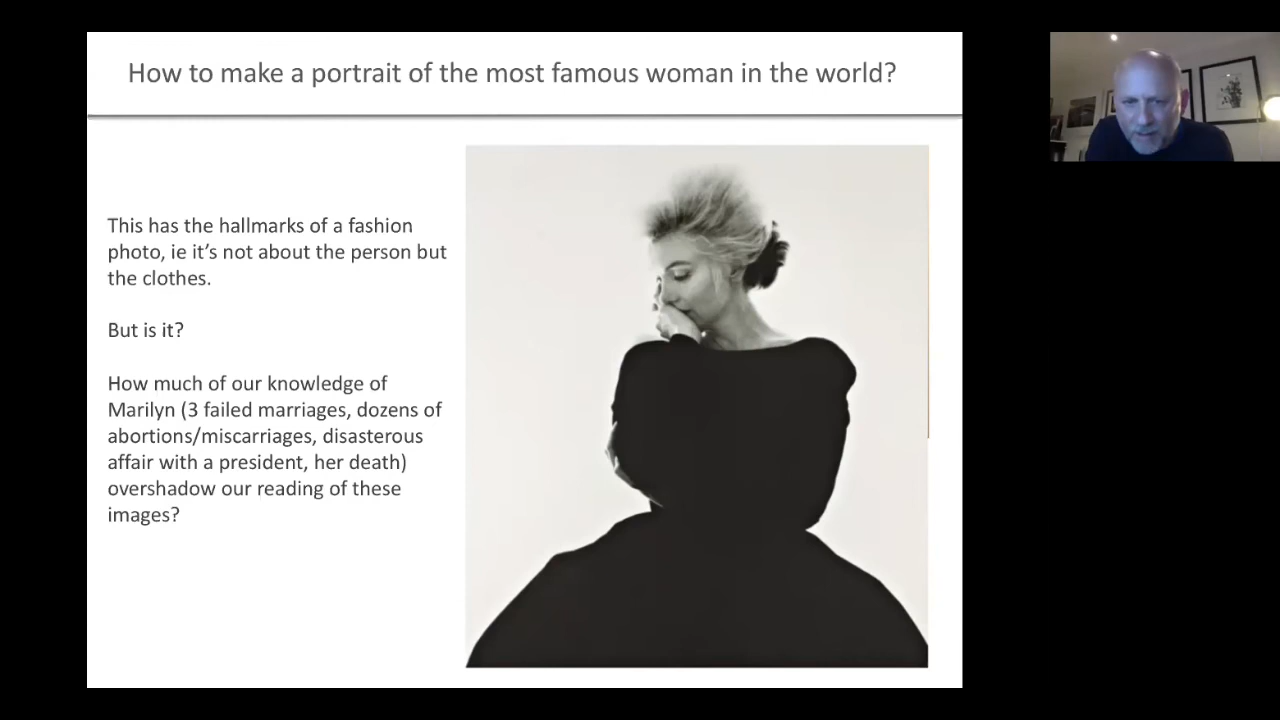 How to make a portrait of the most famous woman in the world?
This has the hallmarks of a fashion
photo, ie it’s not about the person but
the clothes.
But is it?
How much of our knowledge of
Marilyn (3 failed marriages, dozens of
abortions/miscarriages, disasterous
affair with a president, her death)
overshadow our reading of these
images?